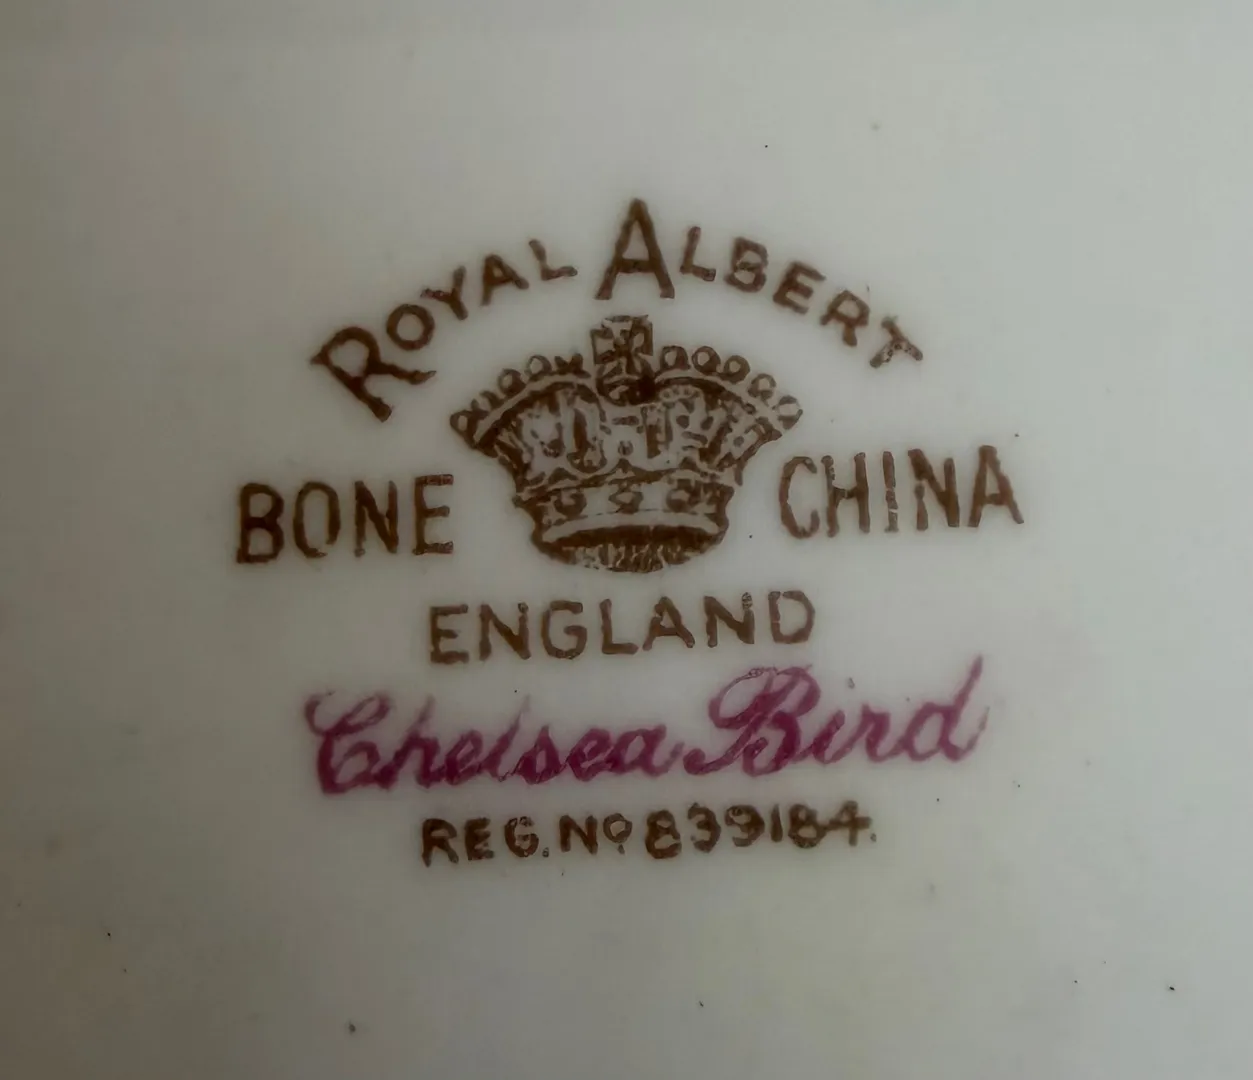 ROYAL ALBERT
BONE CHINA
ENGLAND
Chelsea Bird
REG. Nº 839184.